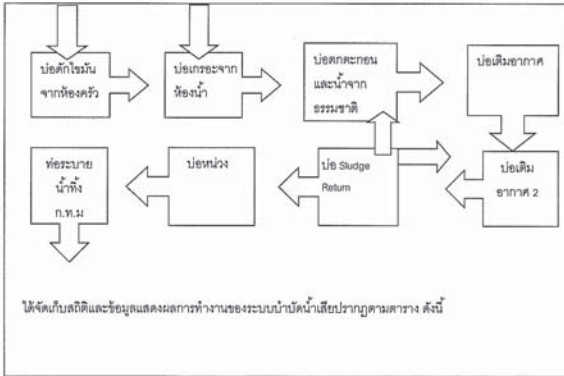 บ่อดักไขมัน
จากห้องครัว
บ่อเกรอะจาก
ห้องน้ำ
บ่อตกตะกอน
และน้ำจาก
ธรรมชาติ
บ่อเติมอากาศ
ท่อระบาย
น้ำทิ้ง
ก.ท.ม
บ่อหน่วง
บ่อ Sludge
Return
บ่อเติม
อากาศ 2
ได้จัดเก็บสถิติและข้อมูลแสดงผลการทำงานของระบบบำบัดน้ำเสียปรากฏตามตาราง ดังนี้